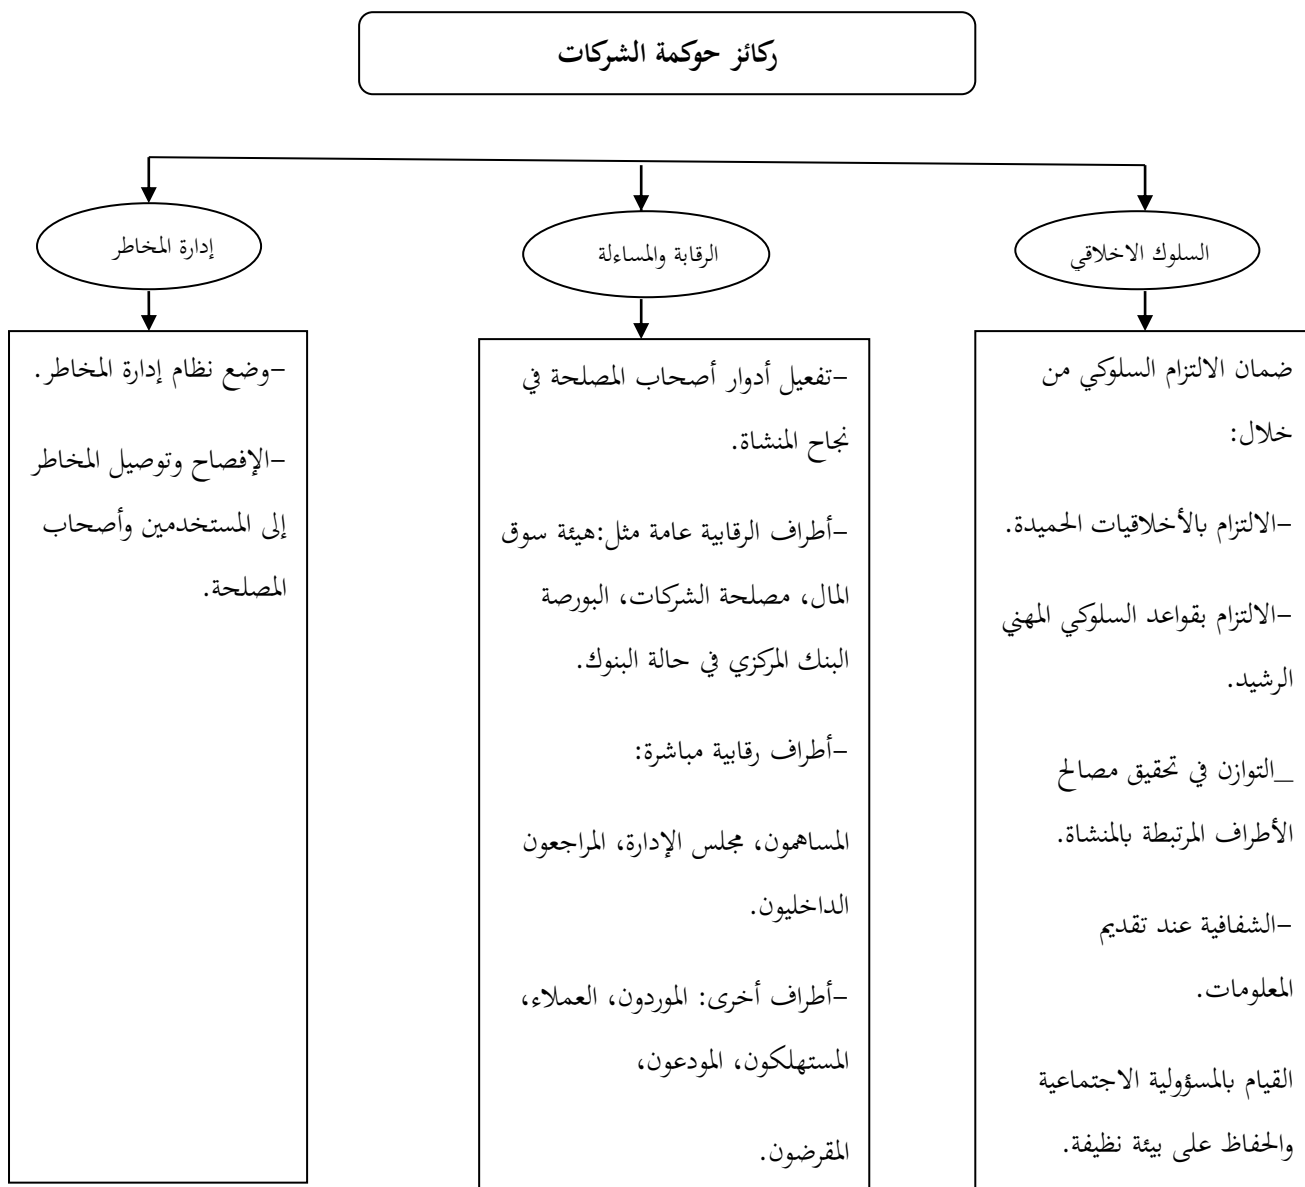 ركائز حوكمة الشركات
السلوك الاخلاقي
ضمان الالتزام السلوكي من
خلال:
-الالتزام بالأخلاقيات الحميدة.
-الالتزام بقواعد السلوكي المهني
الرشيد.
_التوازن في تحقيق مصالح
الأطراف المرتبطة بالمنشاة.
-الشفافية عند تقديم
المعلومات.
القيام بالمسؤولية الاجتماعية
والحفاظ على بيئة نظيفة.
الرقابة والمساءلة
-تفعيل أدوار أصحاب المصلحة في
نجاح المنشاة.
-أطراف الرقابية عامة مثل:هيئة سوق
المال، مصلحة الشركات، البورصة
البنك المركزي في حالة البنوك.
-أطراف رقابية مباشرة:
المساهمون، مجلس الإدارة، المراجعون
الداخليون.
-أطراف أخرى: الموردون، العملاء،
المستهلكون، المودعون،
المقرضون.
إدارة المخاطر
-وضع نظام إدارة المخاطر.
-الإفصاح وتوصيل المخاطر
إلى المستخدمين وأصحاب
المصلحة.